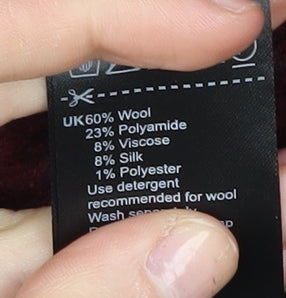 UK60% Wool
23% Polyamide
8% Viscose
8% Silk
1% Polyester
Use detergent
recommended for wool
Wash separately